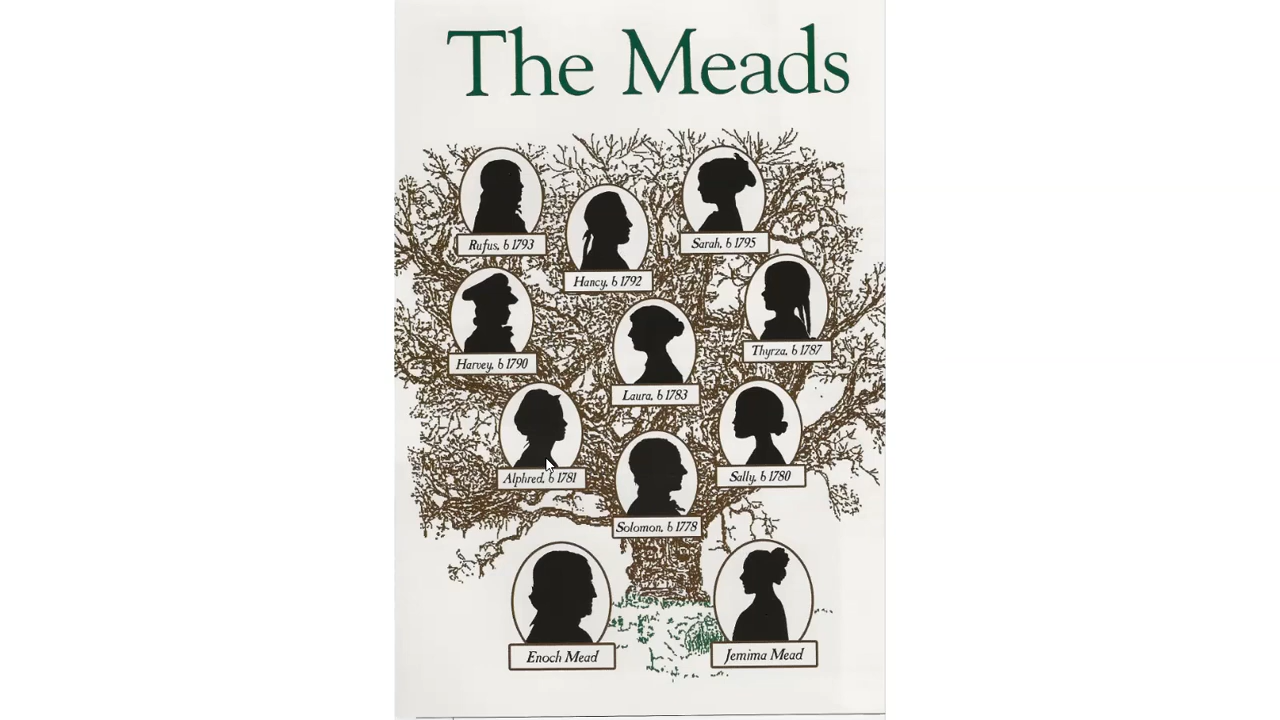 The Meads
Rufus, b 1793
Hancy, b 1792
Sarah, b 1795
Harvey, b 1790
Laura, b 1783
Thyrza, b 1787
Alphred, b 1781
Solomon, b 1778
Sally, b 1780
Enoch Mead
Jemima Mead